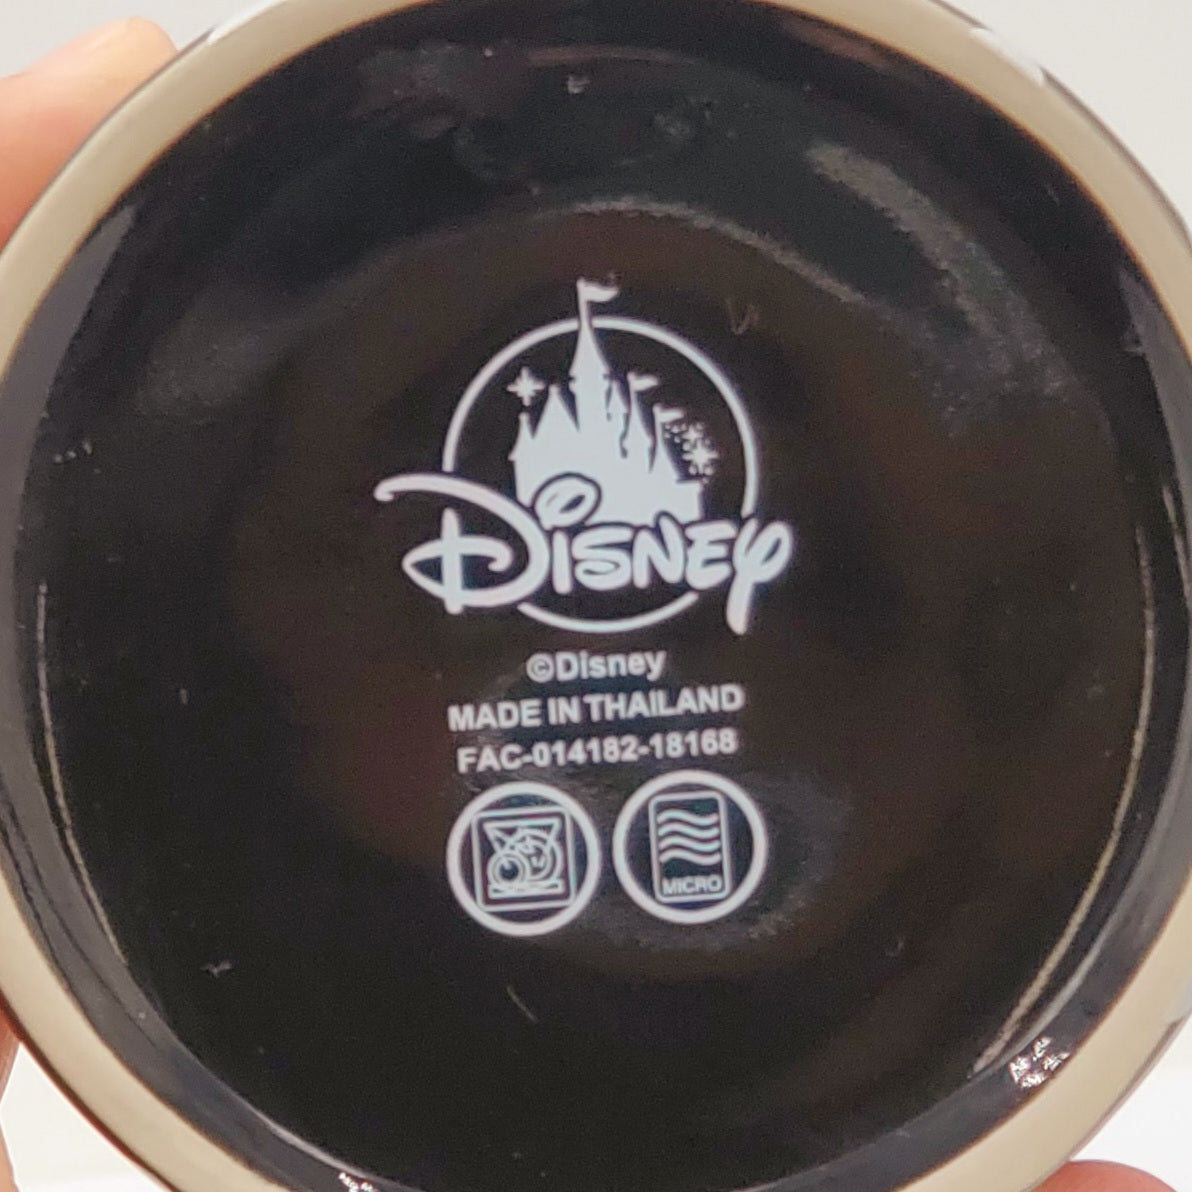 Disney
©Disney
MADE IN THAILAND
FAC-014182-18168
MICRO